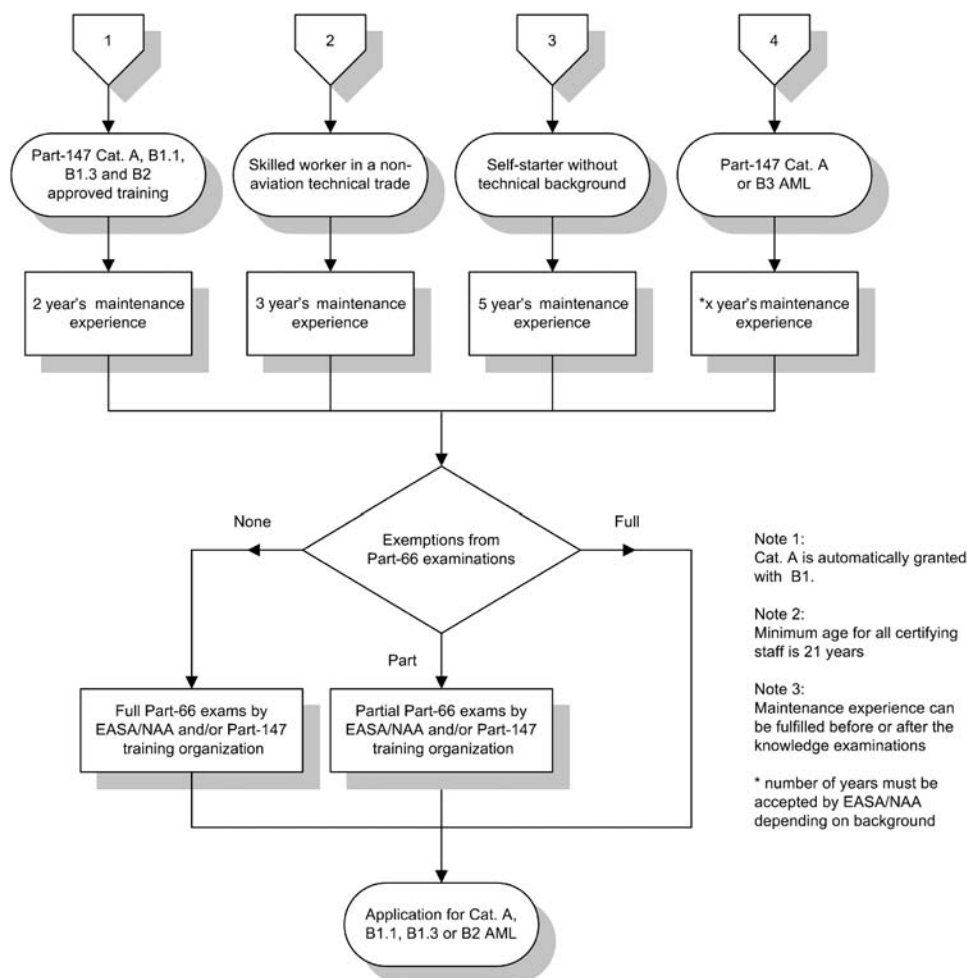 1
2
3
4
Part-147 Cat. A, B1.1,
B1.3 and B2
approved training
Skilled worker in a non-
aviation technical trade
Self-starter without
technical background
Part-147 Cat. A
or B3 AML
2 year's maintenance
experience
3 year's maintenance
experience
5 year's maintenance
experience
*x year's maintenance
experience
None
Full
Exemptions from
Part-66 examinations
Part
Full Part-66 exams by
EASA/NAA and/or Part-147
training organization
Partial Part-66 exams by
EASA/NAA and/or Part-147
training organization
Note 1:
Cat. A is automatically granted
with B1.
Note 2:
Minimum age for all certifying
staff is 21 years
Note 3:
Maintenance experience can
be fulfilled before or after the
knowledge examinations
* number of years must be
accepted by EASA/NAA
depending on background
Application for Cat. A,
B1.1, B1.3 or B2 AML